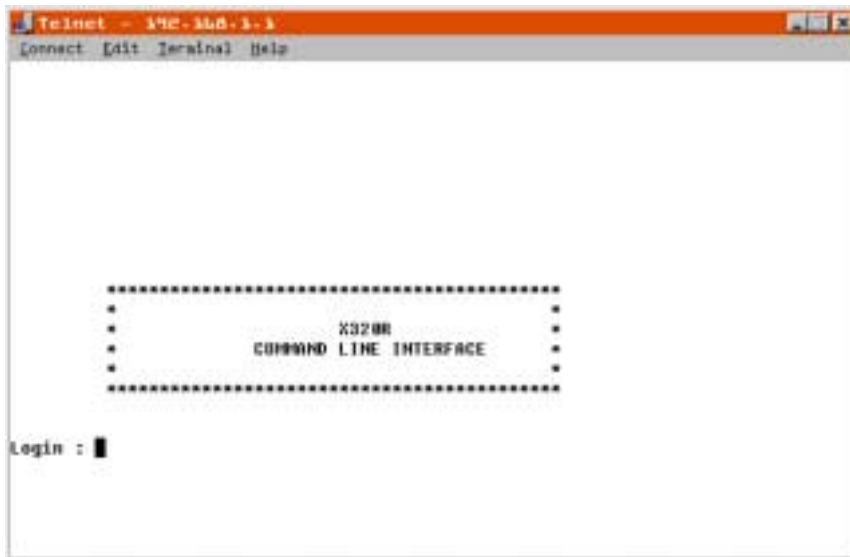 Telnet - 192.168.1.1
Connect Edit Terminal Help
*******************************************
* *
* X320R *
* COMMAND LINE INTERFACE *
* *
*******************************************
Login :